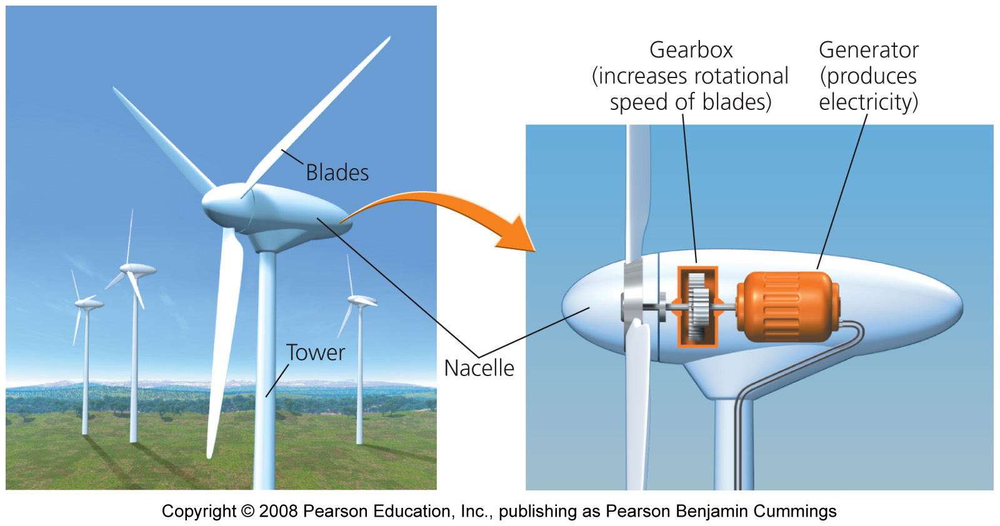 Blades
Tower
Nacelle
Gearbox
(increases rotational
speed of blades)
Generator
(produces
electricity)
Copyright © 2008 Pearson Education, Inc., publishing as Pearson Benjamin Cummings